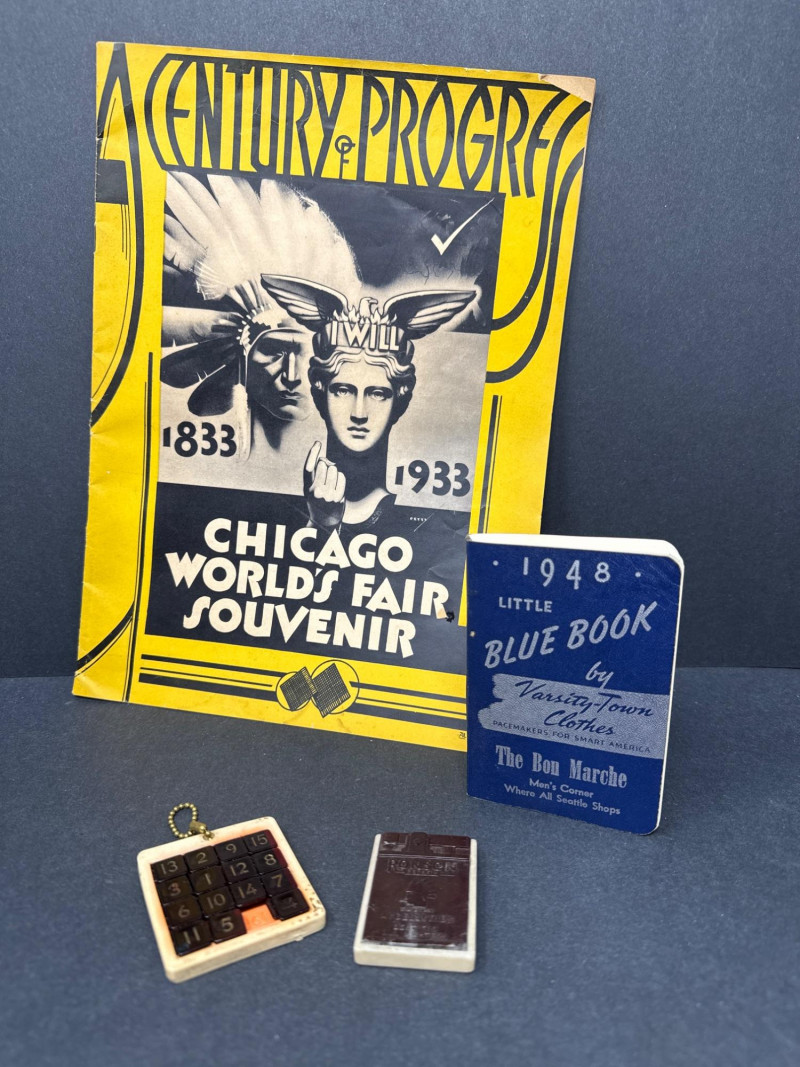 A CENTURY OF PROGRESS
I WILL
1833
1933
CHICAGO
WORLD'S FAIR
SOUVENIR
· 1948 ·
LITTLE
BLUE BOOK
by
Varsity-Town
Clothes
PACEMAKERS FOR SMART AMERICA
The Bon Marche
Men's Corner
Where All Seattle Shops
13 2 9 15
3 1 12 8
6 10 14 7
11 5